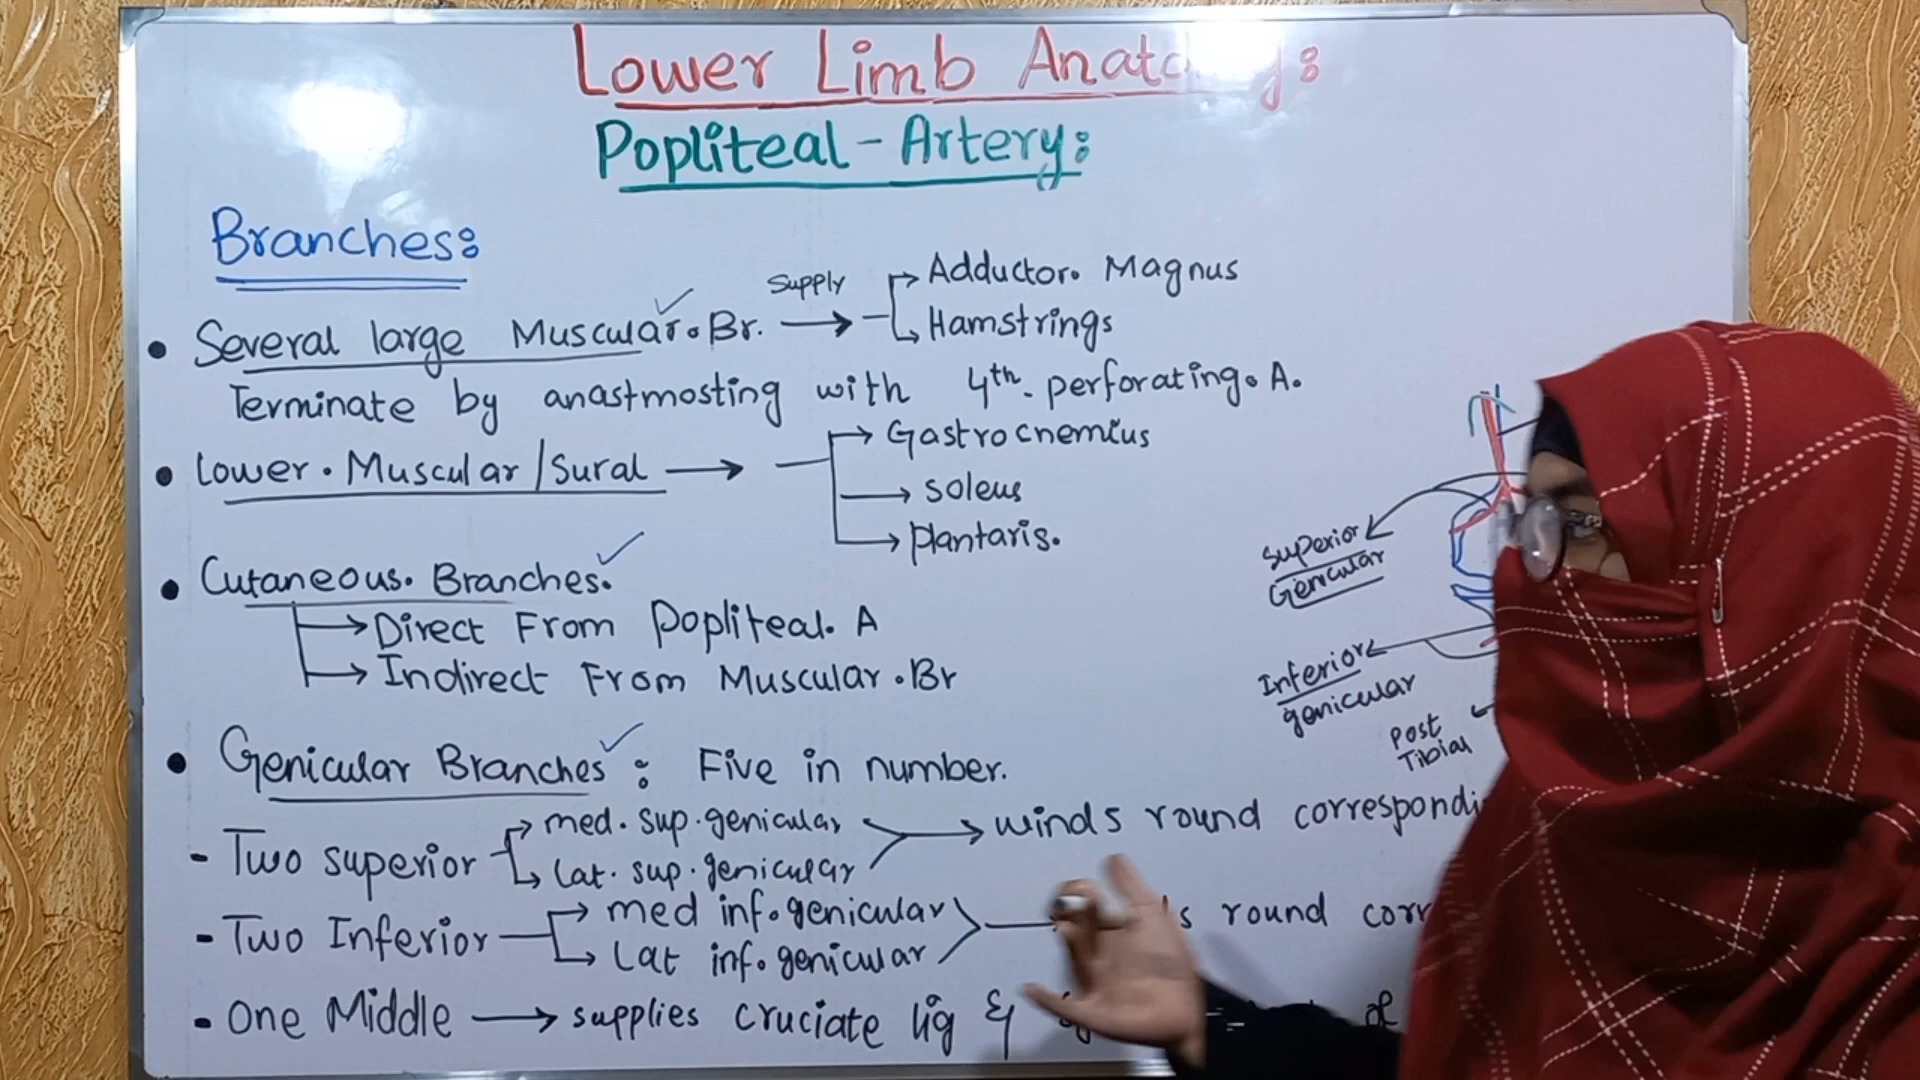 Lower Limb
Popliteal - Artery:
Branches:
• Several large Muscular. Br. → Supply → Adductor. Magnus
→ Hamstrings
Terminate by anastmosting with 4th. perforating. A.
• Lower. Muscular / Sural → → Gastrocnemius
→ Soleus
→ Plantaris.
• Cutaneous. Branches.
→ Direct From Popliteal. A
→ Indirect From Muscular. Br
• Genicular Branches: Five in number.
- Two superior → med. sup. genicular → winds round
→ Lat. sup. genicular
- Two Inferior → med inf. genicular round
→ Lat inf. genicular
- One Middle → supplies cruciate lig & of
Superior
Genicular
Inferior
genicular
Post
Tibial